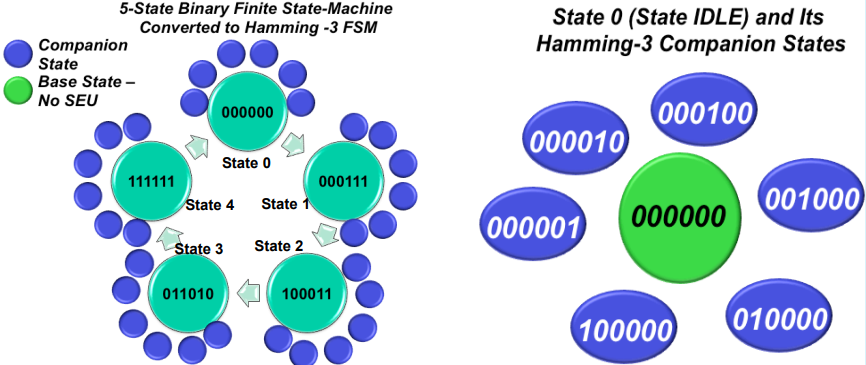 5-State Binary Finite State-Machine
Converted to Hamming -3 FSM
Companion
State
Base State –
No SEU
000000
State 0
111111
000111
State 4
State 1
State 3
State 2
011010
100011
State 0 (State IDLE) and Its
Hamming-3 Companion States
000100
000010
001000
000000
000001
100000
010000